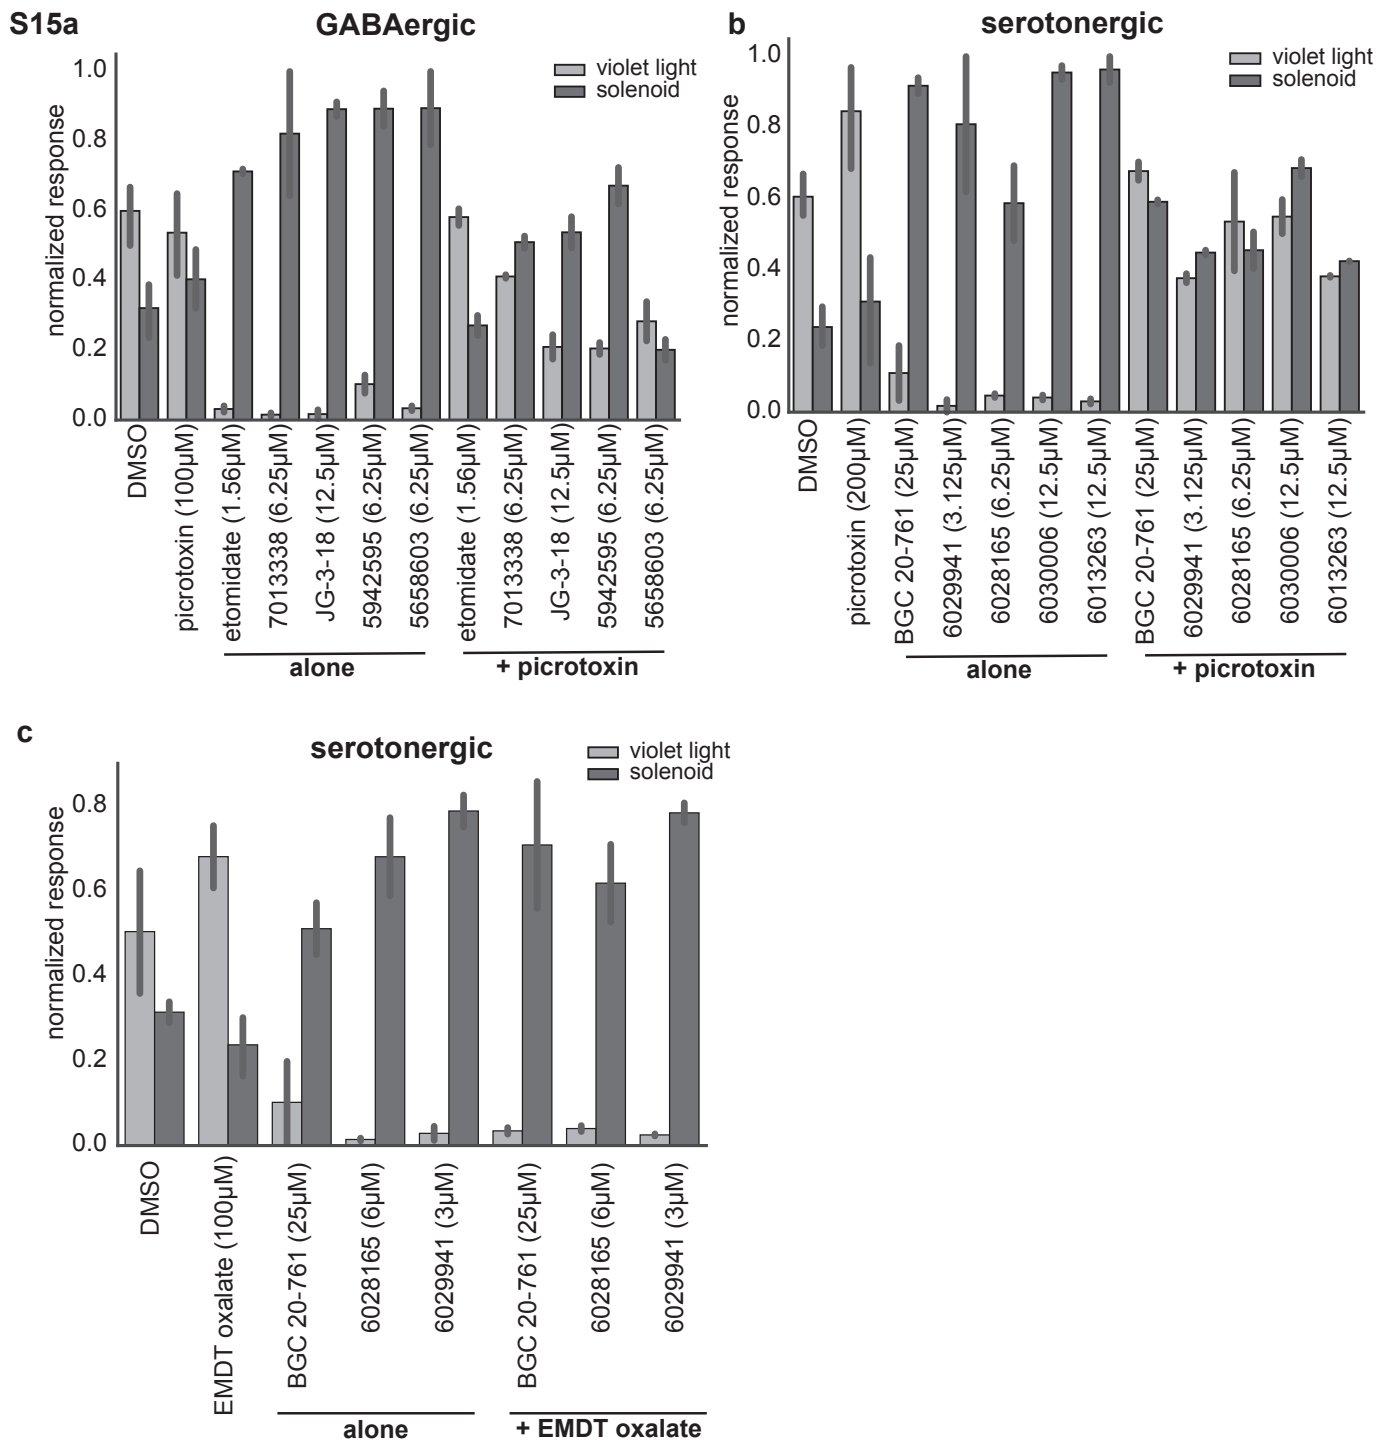 S15a
GABAergic
violet light
solenoid
normalized response
1.0
0.8
0.6
0.4
0.2
0.0
DMSO
picrotoxin (100µM)
etomidate (1.56µM)
7013338 (6.25µM)
JG-3-18 (12.5µM)
5942595 (6.25µM)
5658603 (6.25µM)
etomidate (1.56µM)
7013338 (6.25µM)
JG-3-18 (12.5µM)
5942595 (6.25µM)
5658603 (6.25µM)
alone
+ picrotoxin
b
serotonergic
violet light
solenoid
normalized response
1.0
0.8
0.6
0.4
0.2
0.0
DMSO
picrotoxin (200µM)
BGC 20-761 (25µM)
6029941 (3.125µM)
6028165 (6.25µM)
6030006 (12.5µM)
6013263 (12.5µM)
BGC 20-761 (25µM)
6029941 (3.125µM)
6028165 (6.25µM)
6030006 (12.5µM)
6013263 (12.5µM)
alone
+ picrotoxin
c
serotonergic
violet light
solenoid
normalized response
0.8
0.6
0.4
0.2
0.0
DMSO
EMDT oxalate (100µM)
BGC 20-761 (25µM)
6028165 (6µM)
6029941 (3µM)
BGC 20-761 (25µM)
6028165 (6µM)
6029941 (3µM)
alone
+ EMDT oxalate